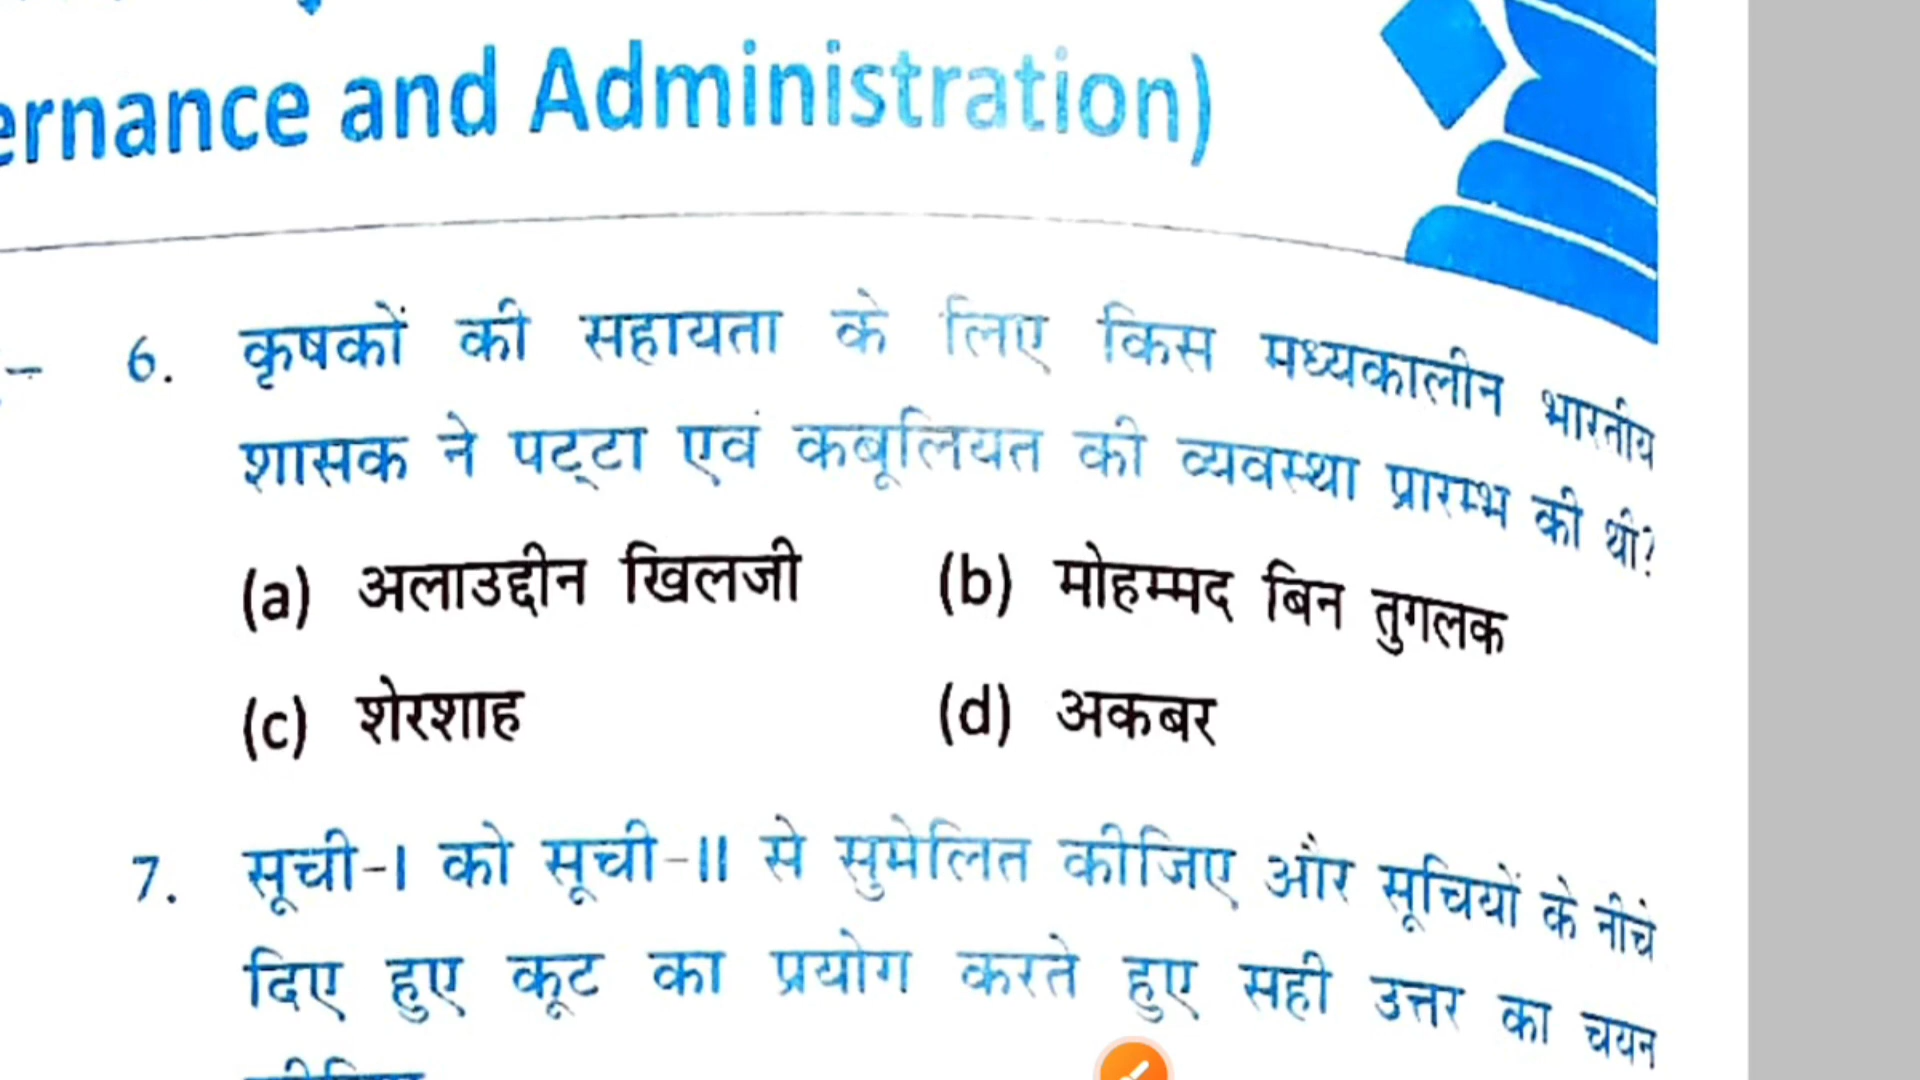 ernance and Administration)
6. कृषकों की सहायता के लिए किस मध्यकालीन भारतीय
शासक ने पट्टा एवं कबूलियत की व्यवस्था प्रारम्भ की थी?
(a) अलाउद्दीन खिलजी (b) मोहम्मद बिन तुगलक
(c) शेरशाह (d) अकबर
7. सूची-I को सूची-II से सुमेलित कीजिए और सूचियों के नीचे
दिए हुए कूट का प्रयोग करते हुए सही उत्तर का चयन